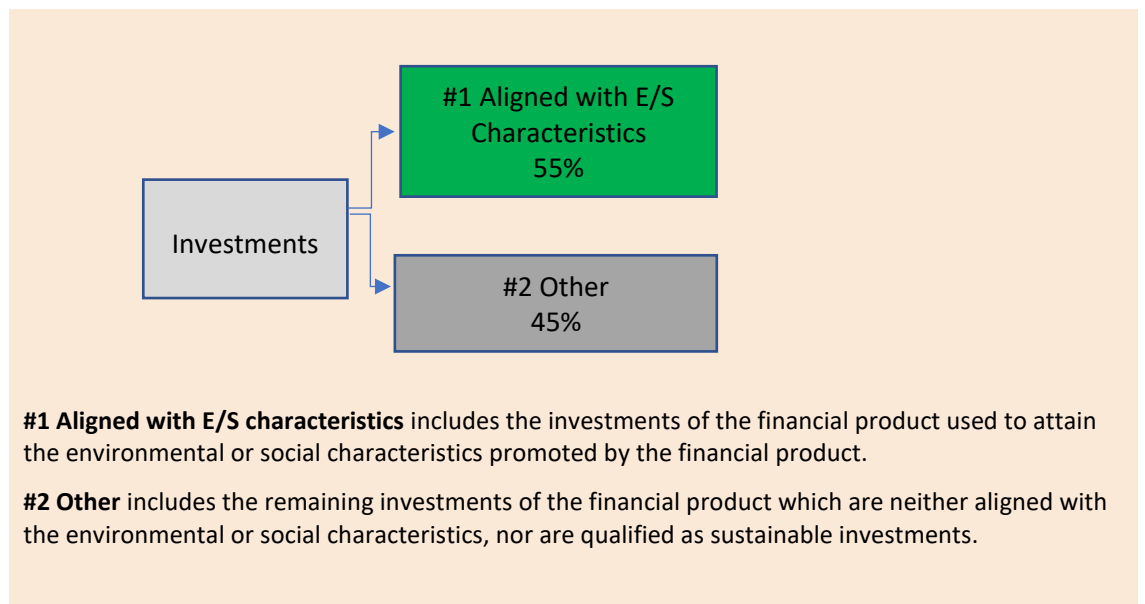 #1 Aligned with E/S
Characteristics
55%
Investments
#2 Other
45%
#1 Aligned with E/S characteristics includes the investments of the financial product used to attain
the environmental or social characteristics promoted by the financial product.
#2 Other includes the remaining investments of the financial product which are neither aligned with
the environmental or social characteristics, nor are qualified as sustainable investments.